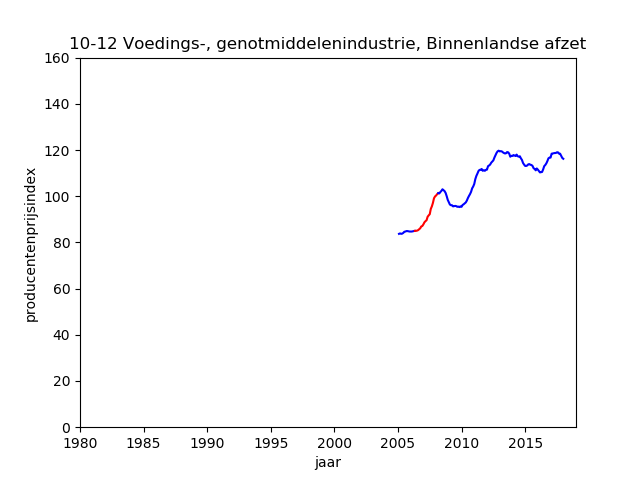 10-12 Voedings-, genotmiddelenindustrie, Binnenlandse afzet
160
140
120
100
80
60
40
20
0
producentenprijsindex
1980 1985 1990 1995 2000 2005 2010 2015
jaar